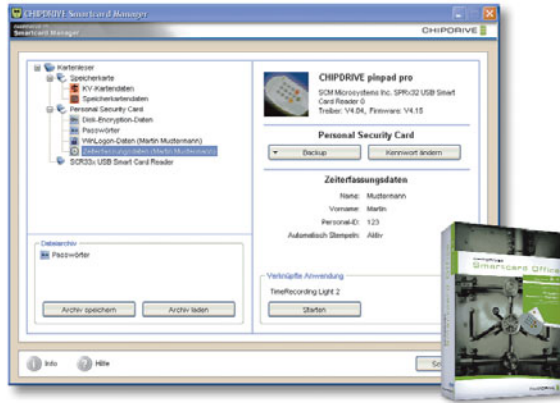 CHIPDRIVE Smartcard Manager
Smartcard Manager
CHIPDRIVE
Kartenleser
Speicherkarte
KV-Kartendaten
Speicherkartendaten
Personal Security Card
Disk-Encryption-Daten
Passwörter
WinLogon-Daten (Martin Mustermann)
Zeiterfassungsdaten (Martin Mustermann)
SCR33x USB Smart Card Reader
Dateiarchiv
Passwörter
Archiv speichern
Archiv laden
CHIPDRIVE pinpad pro
SCM Microsystems Inc. SPRx32 USB Smart
Card Reader 0
Treiber: V4.04, Firmware: V4.15
Personal Security Card
Backup
Kennwort ändern
Zeiterfassungsdaten
Name: Mustermann
Vorname: Martin
Personal-ID: 123
Automatisch Stempeln: Aktiv
Verknüpfte Anwendung
TimeRecording Light 2
Starten
Info
Hilfe
Smartcard Office
CHIPDRIVE